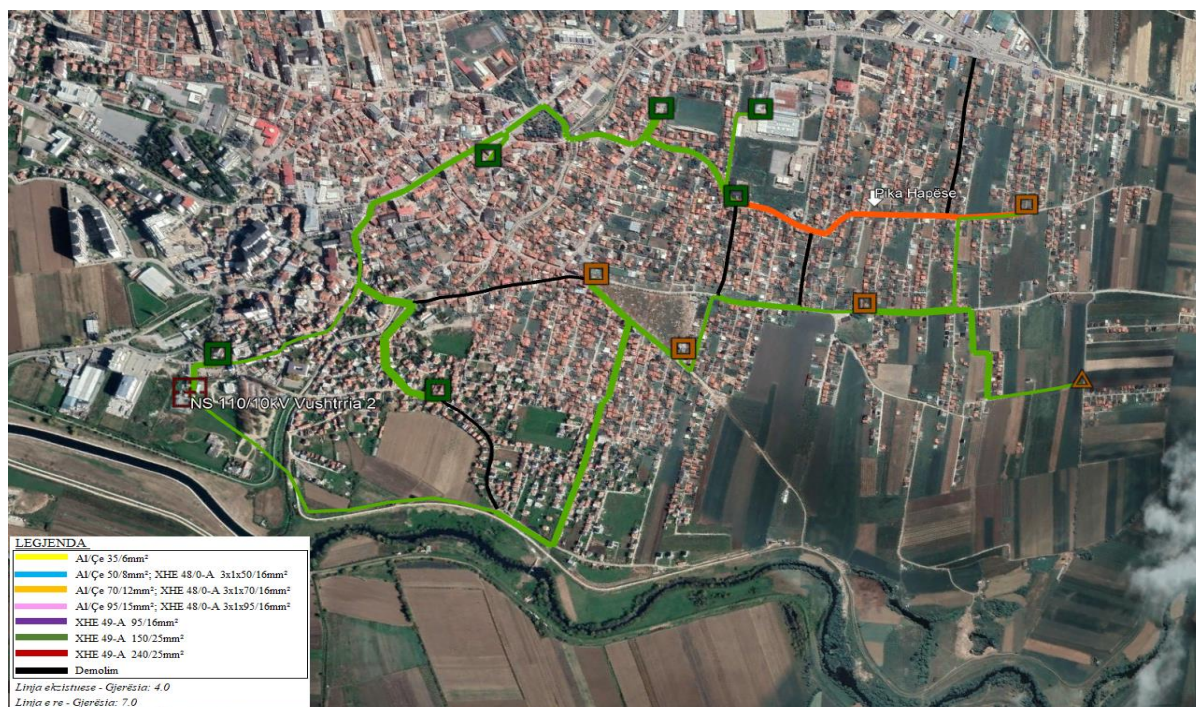 Pika Hapëse
NS 110/10kV Vushtrria 2
LEGJENDA
Al/Çe 35/6mm²
Al/Çe 50/8mm²; XHE 48/0-A 3x1x50/16mm²
Al/Çe 70/12mm²; XHE 48/0-A 3x1x70/16mm²
Al/Çe 95/15mm²; XHE 48/0-A 3x1x95/16mm²
XHE 49-A 95/16mm²
XHE 49-A 150/25mm²
XHE 49-A 240/25mm²
Demolim
Linja ekzistuese - Gjerësia: 4.0
Linja e re - Gjerësia: 7.0